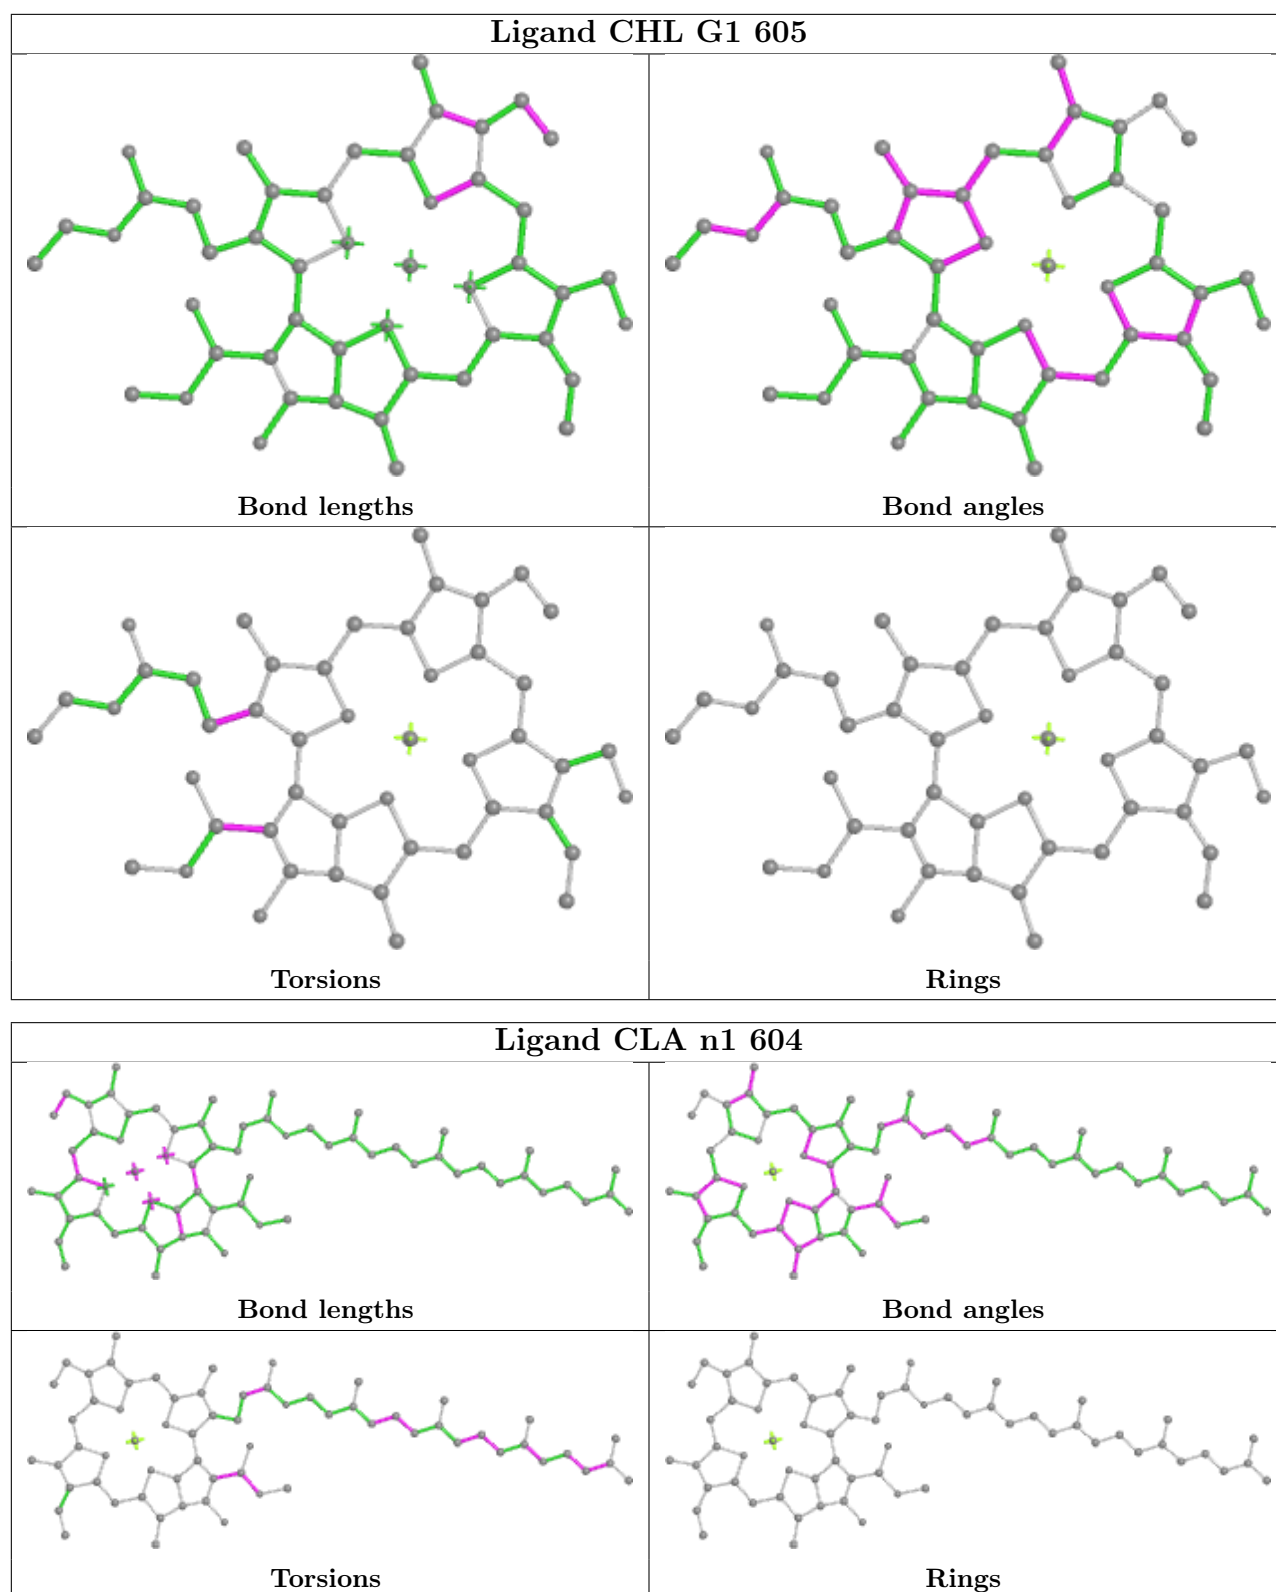 Ligand CHL G1 605
Bond lengths
Bond angles
Torsions
Rings
Ligand CLA n1 604
Bond lengths
Bond angles
Torsions
Rings